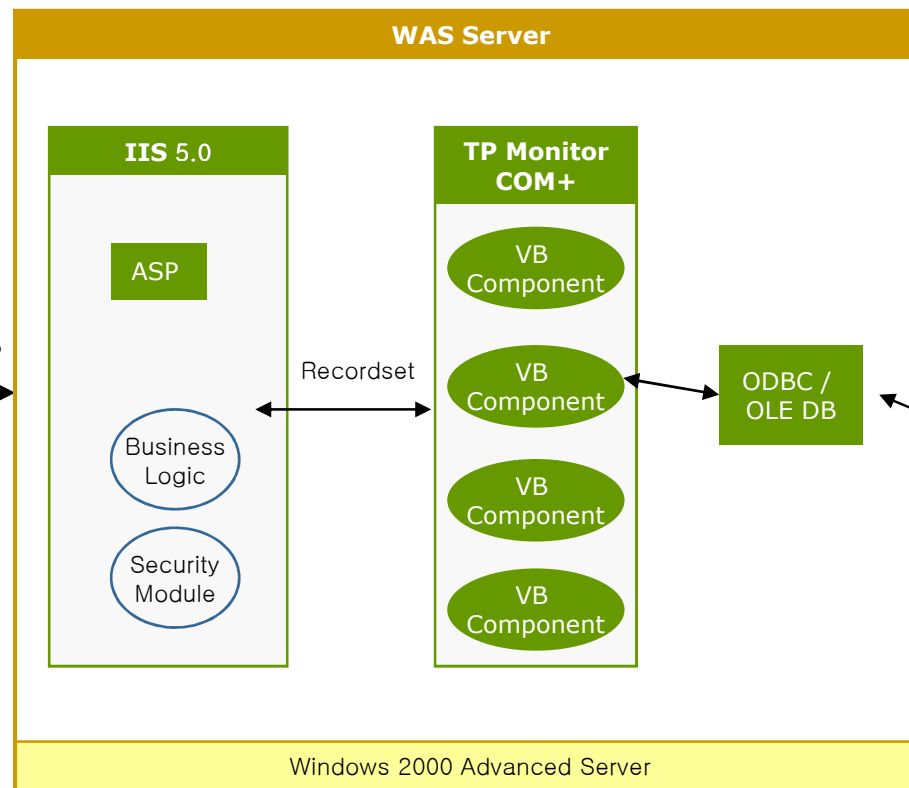 WAS Server
IIS 5.0
ASP
Business
Logic
Security
Module
Recordset
TP Monitor
COM+
VB
Component
VB
Component
VB
Component
VB
Component
ODBC /
OLE DB
Windows 2000 Advanced Server